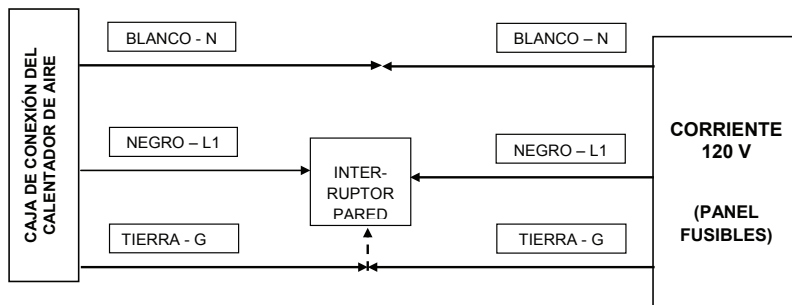 CAJA DE CONEXIÓN DEL
CALENTADOR DE AIRE
BLANCO - N
BLANCO – N
NEGRO – L1
NEGRO – L1
TIERRA - G
TIERRA - G
INTER-
RUPTOR
PARED
CORRIENTE
120 V
(PANEL
FUSIBLES)